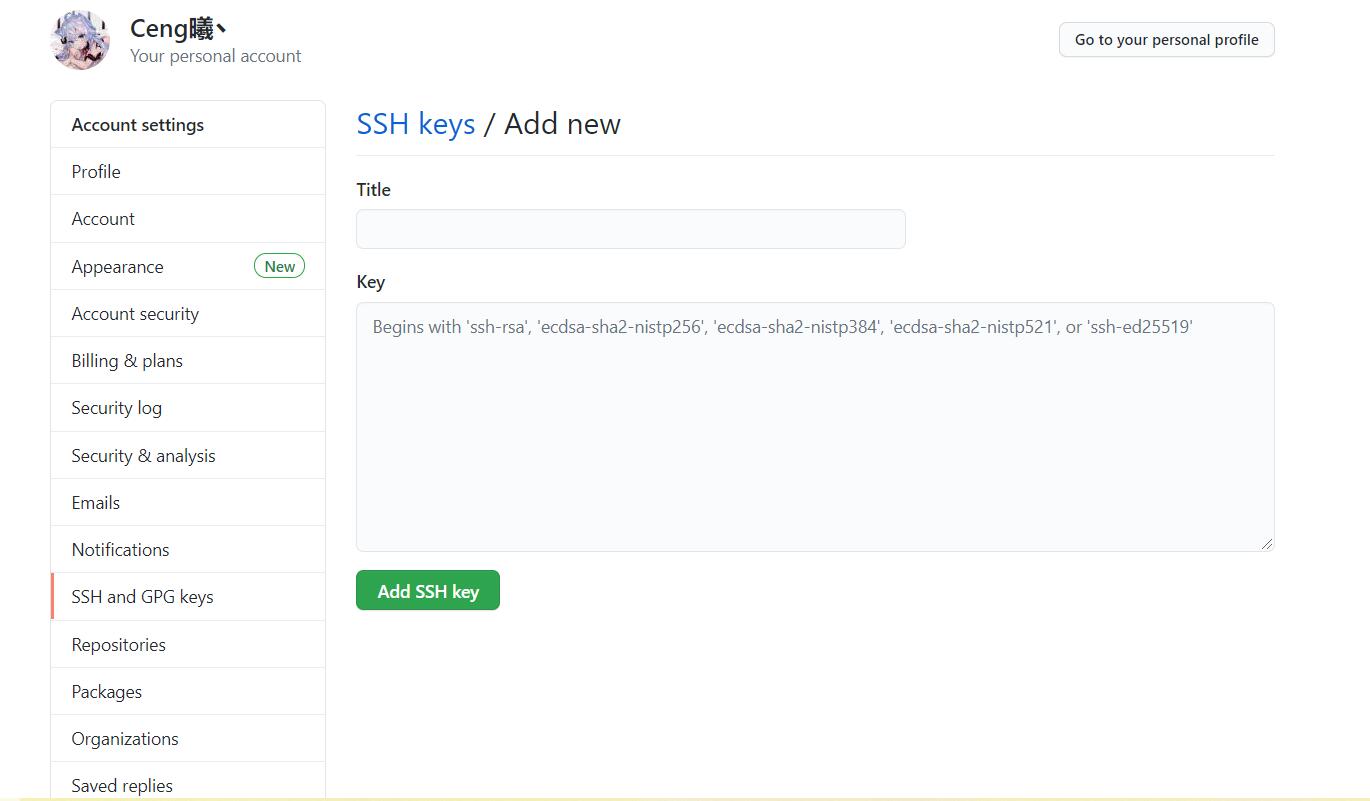 Ceng曦丶
Your personal account
Go to your personal profile
Account settings
Profile
Account
Appearance New
Account security
Billing & plans
Security log
Security & analysis
Emails
Notifications
SSH and GPG keys
Repositories
Packages
Organizations
Saved replies
SSH keys / Add new
Title
Key
Begins with 'ssh-rsa', 'ecdsa-sha2-nistp256', 'ecdsa-sha2-nistp384', 'ecdsa-sha2-nistp521', or 'ssh-ed25519'
Add SSH key